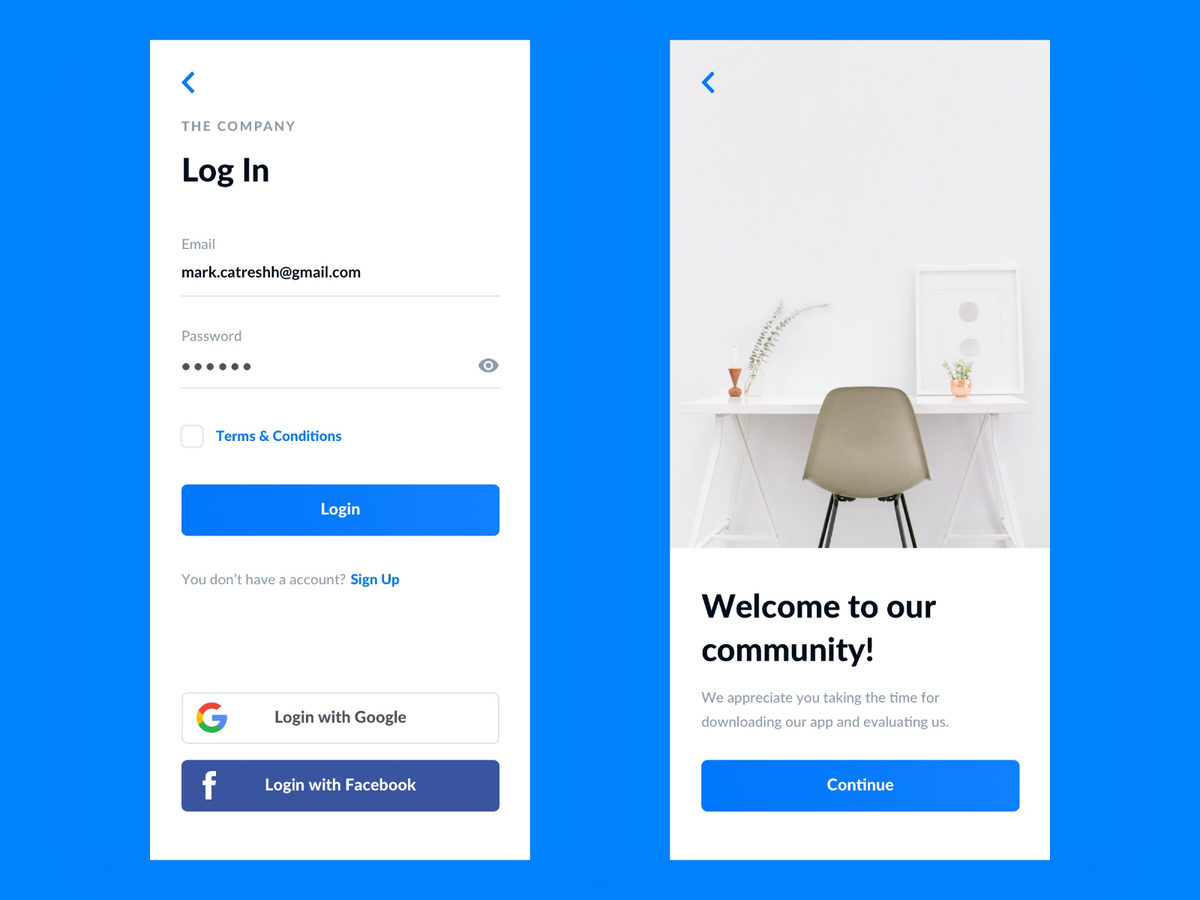 THE COMPANY
Log In
Email
mark.catreshh@gmail.com
Password
Terms & Conditions
Login
You don't have a account? Sign Up
Login with Google
Login with Facebook
Welcome to our
community!
We appreciate you taking the time for
downloading our app and evaluating us.
Continue